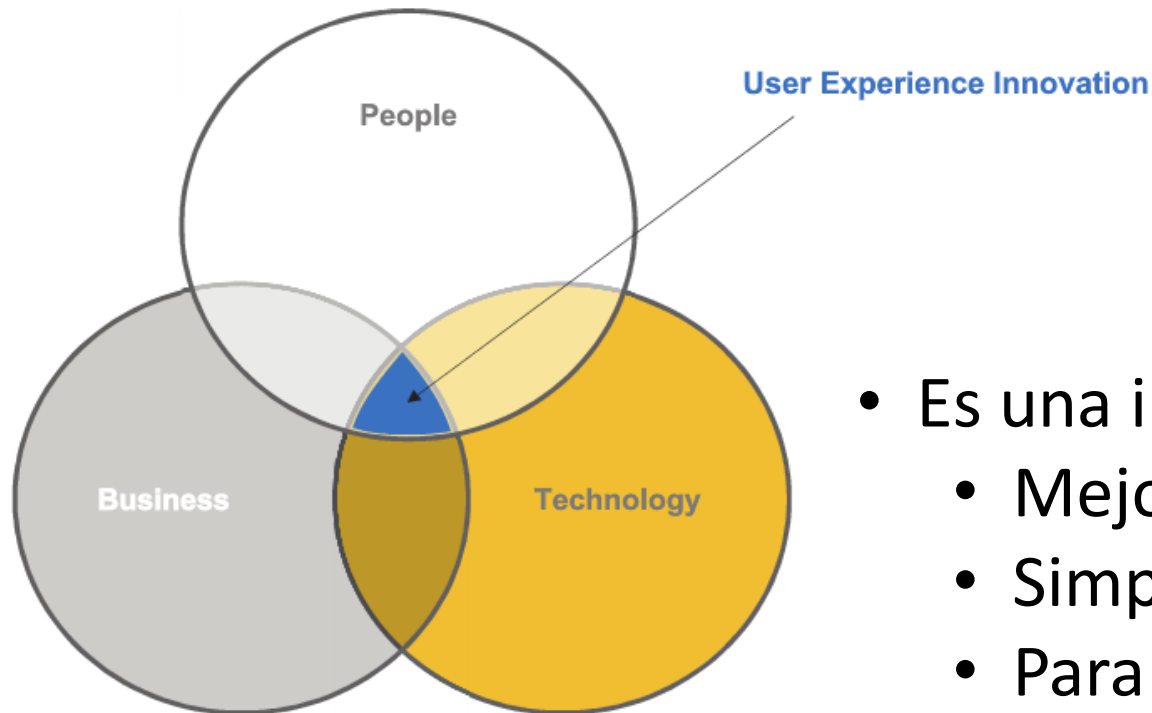 People
User Experience Innovation
Business
Technology
• Es una i
• Mejo
• Simp
• Para